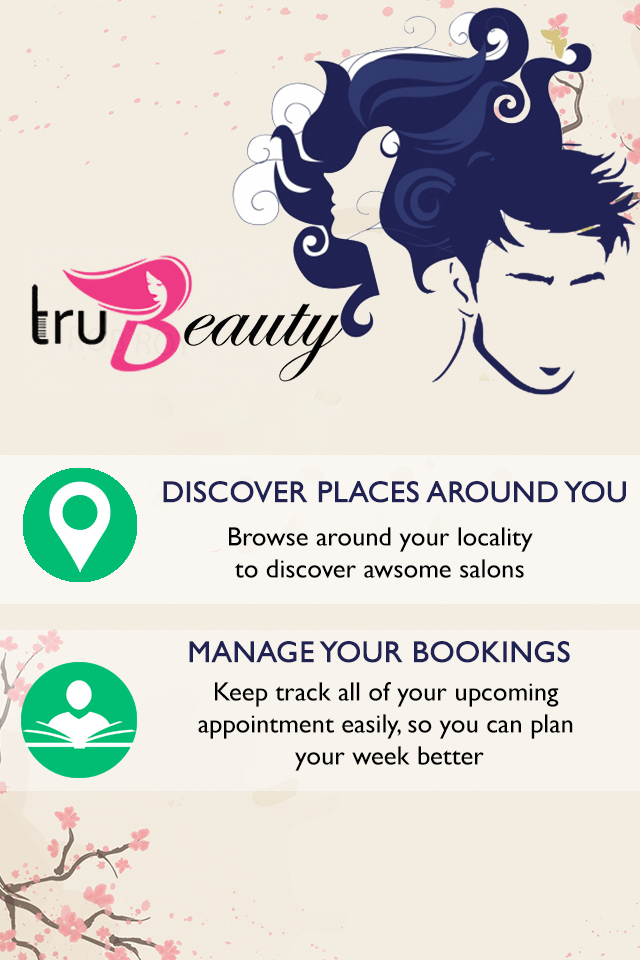 truBeauty
DISCOVER PLACES AROUND YOU
Browse around your locality
to discover awsome salons
MANAGE YOUR BOOKINGS
Keep track all of your upcoming
appointment easily, so you can plan
your week better